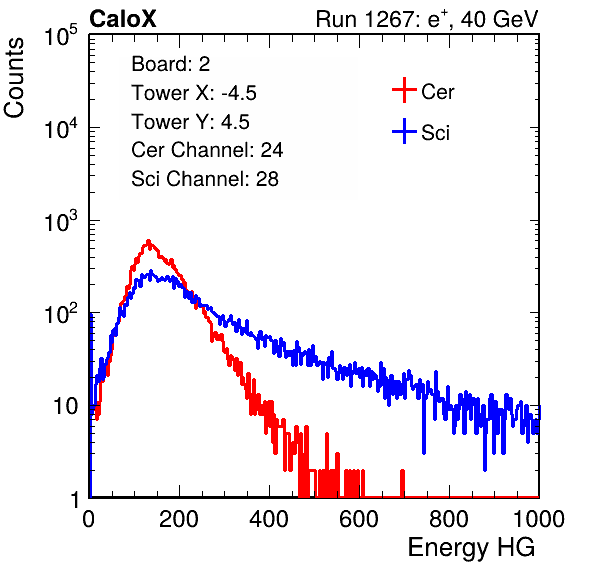 CaloX Run 1267: e⁺, 40 GeV
Counts
10⁵
10⁴
10³
10²
10
1
Board: 2
Tower X: -4.5
Tower Y: 4.5
Cer Channel: 24
Sci Channel: 28
Cer
Sci
0 200 400 600 800 1000
Energy HG